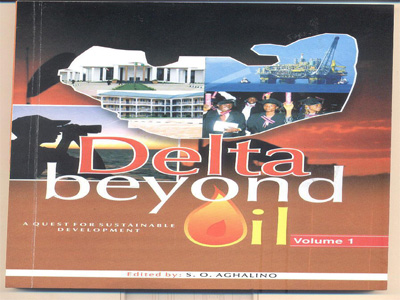 Delta
beyond
Oil
A QUEST FOR SUSTAINABLE
DEVELOPMENT
Volume 1
Edited by: S. O. AGHALINO